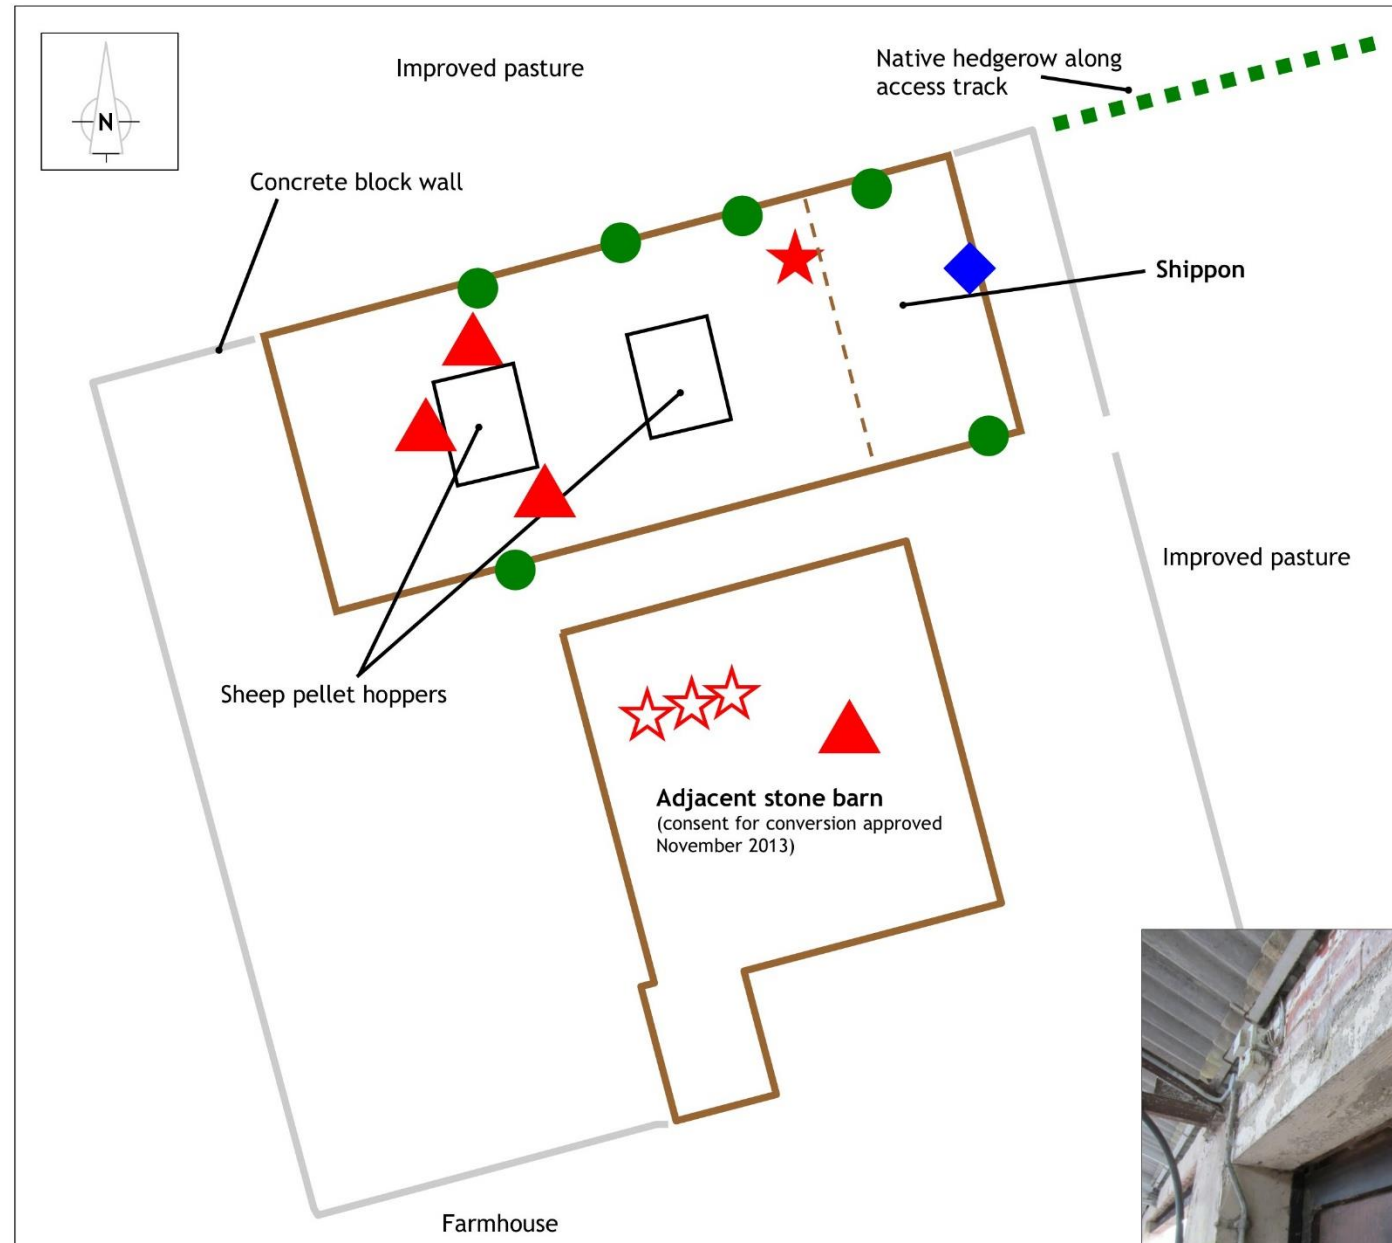 Improved pasture
Native hedgerow along
access track
N
Concrete block wall
Shippon
Improved pasture
Sheep pellet hoppers
Adjacent stone barn
(consent for conversion approved
November 2013)
Farmhouse